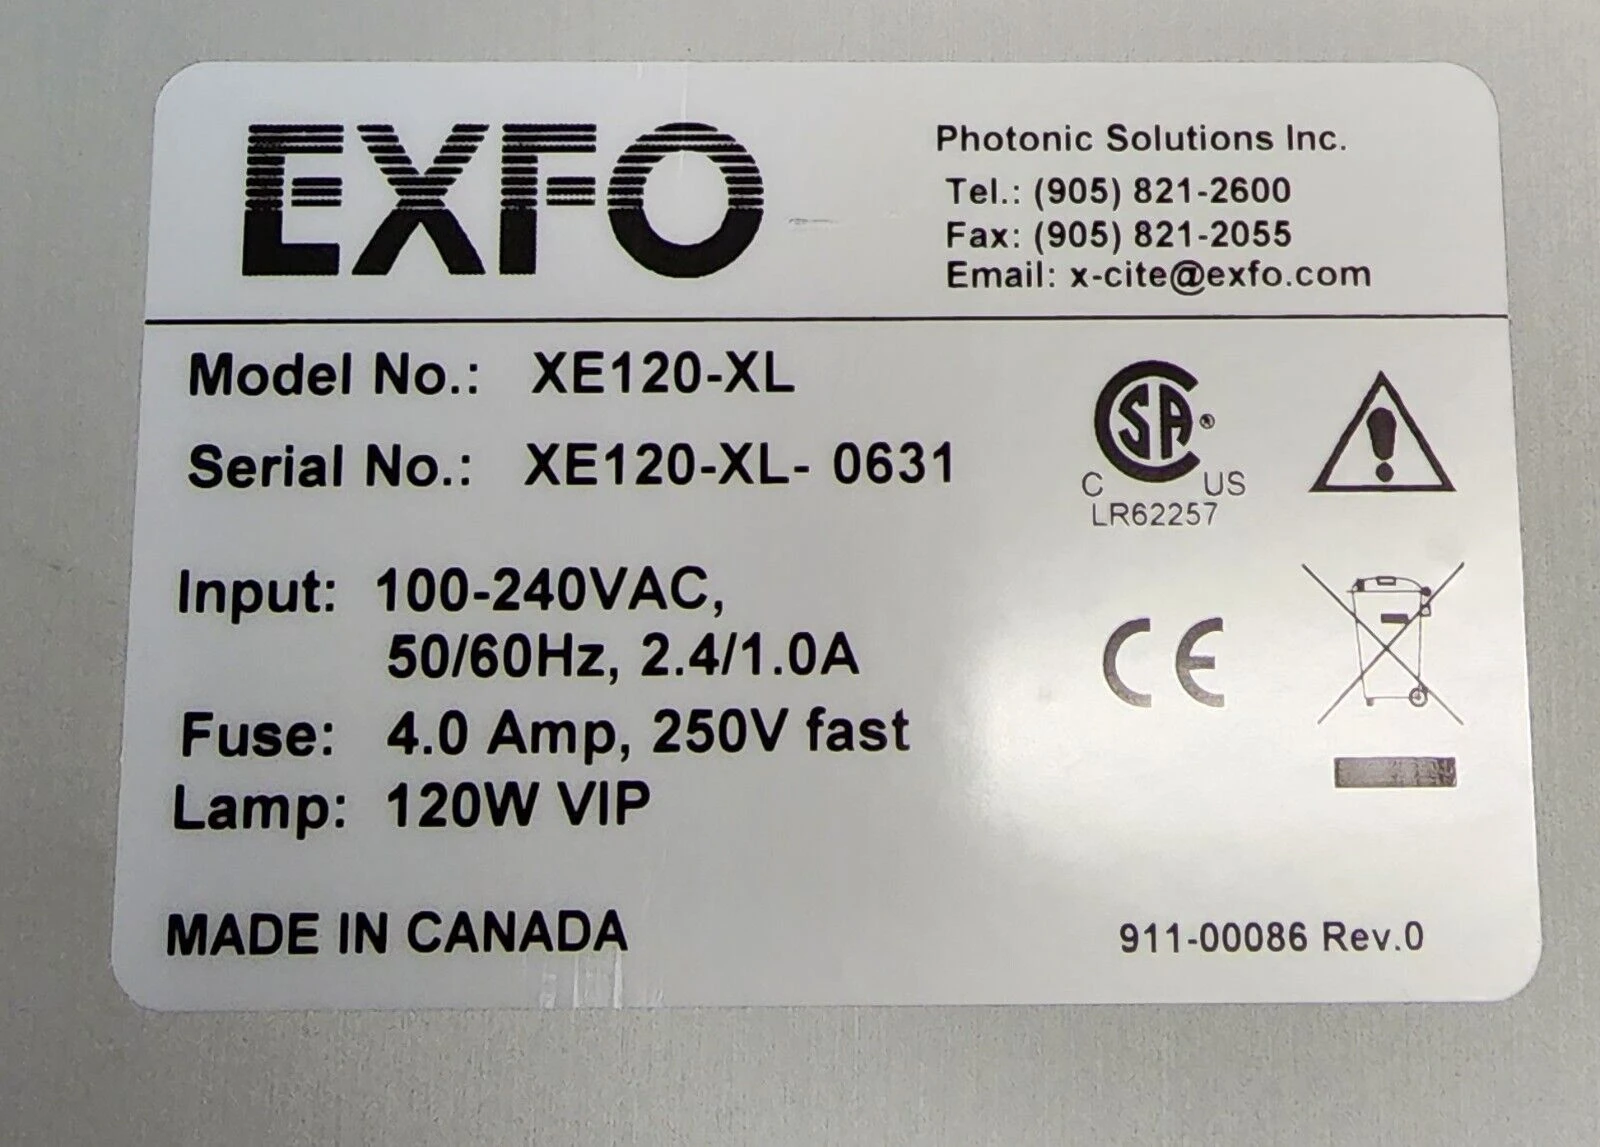 EXFO
Photonic Solutions Inc.
Tel.: (905) 821-2600
Fax: (905) 821-2055
Email: x-cite@exfo.com
Model No.: XE120-XL
Serial No.: XE120-XL- 0631
CSA®
C US
LR62257
Input: 100-240VAC,
50/60Hz, 2.4/1.0A
CE
Fuse: 4.0 Amp, 250V fast
Lamp: 120W VIP
MADE IN CANADA
911-00086 Rev.0